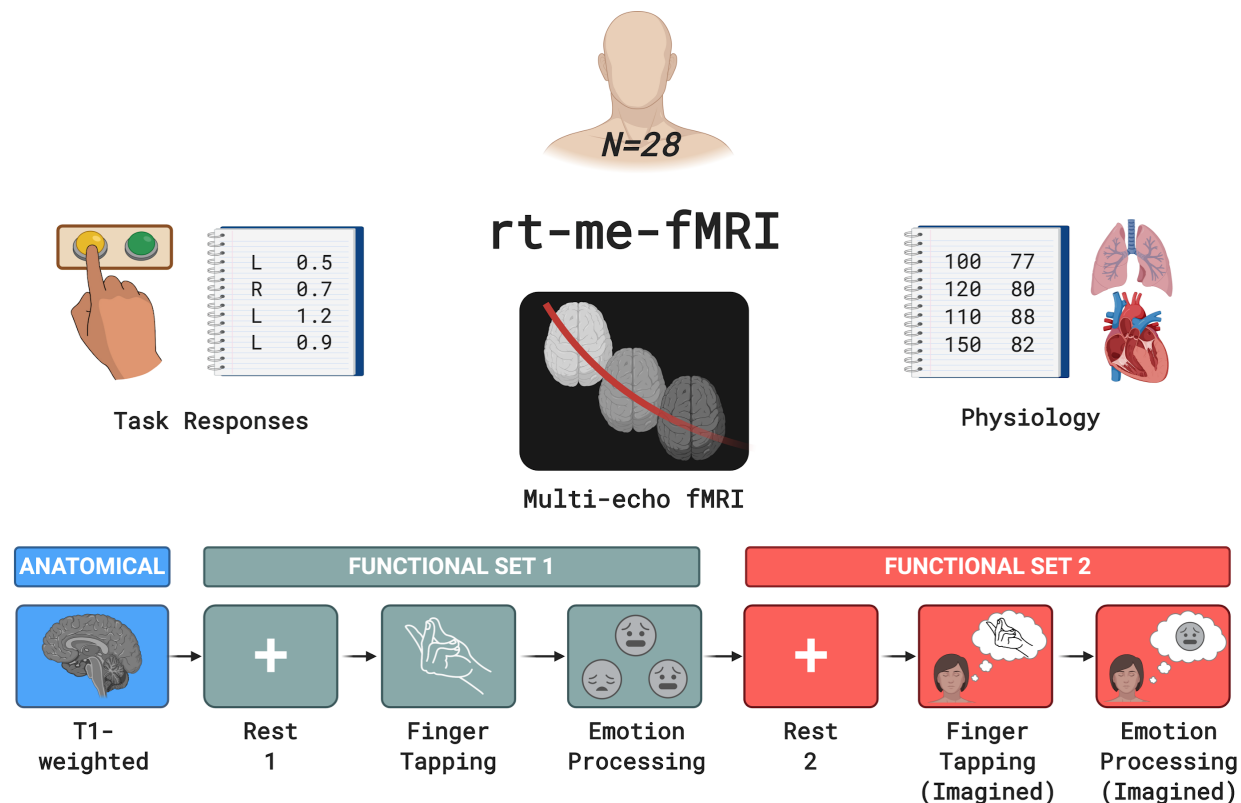 N=28
rt-me-fMRI
L 0.5
R 0.7
L 1.2
L 0.9
Task Responses
100 77
120 80
110 88
150 82
Physiology
Multi-echo fMRI
ANATOMICAL
FUNCTIONAL SET 1
FUNCTIONAL SET 2
T1-
weighted
Rest
1
Finger
Tapping
Emotion
Processing
Rest
2
Finger
Tapping
(Imagined)
Emotion
Processing
(Imagined)